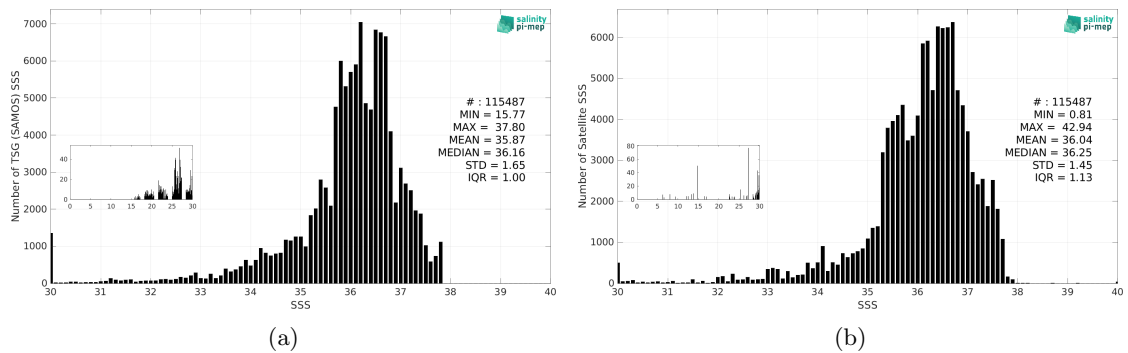 salinity
pi-mep
Number of TSG (SAMOS) SSS
7000
6000
5000
4000
3000
2000
1000
0
# : 115487
MIN = 15.77
MAX = 37.80
MEAN = 35.87
MEDIAN = 36.16
STD = 1.65
IQR = 1.00
40
20
0
0 5 10 15 20 25 30
30 31 32 33 34 35 36 37 38 39 40
SSS
(a)
salinity
pi-mep
Number of Satellite SSS
6000
5000
4000
3000
2000
1000
0
# : 115487
MIN = 0.81
MAX = 42.94
MEAN = 36.04
MEDIAN = 36.25
STD = 1.45
IQR = 1.13
80
60
40
20
0
0 5 10 15 20 25 30
30 31 32 33 34 35 36 37 38 39 40
SSS
(b)